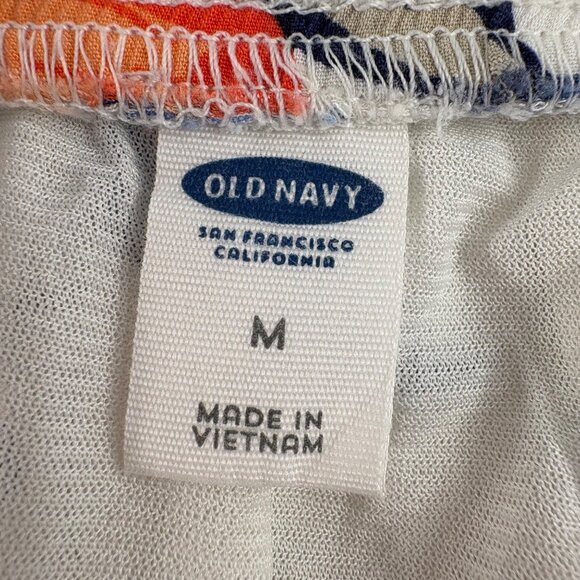 OLD NAVY
SAN FRANCISCO
CALIFORNIA
M
MADE IN
VIETNAM